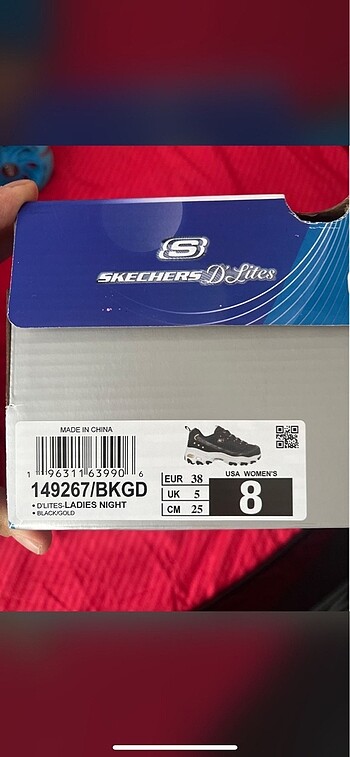 S
SKECHERS D'Lites
MADE IN CHINA
1 96311 63990 6
149267/BKGD
• D'LITES-LADIES NIGHT
• BLACK/GOLD
EUR 38
UK 5
CM 25
USA WOMEN'S
8